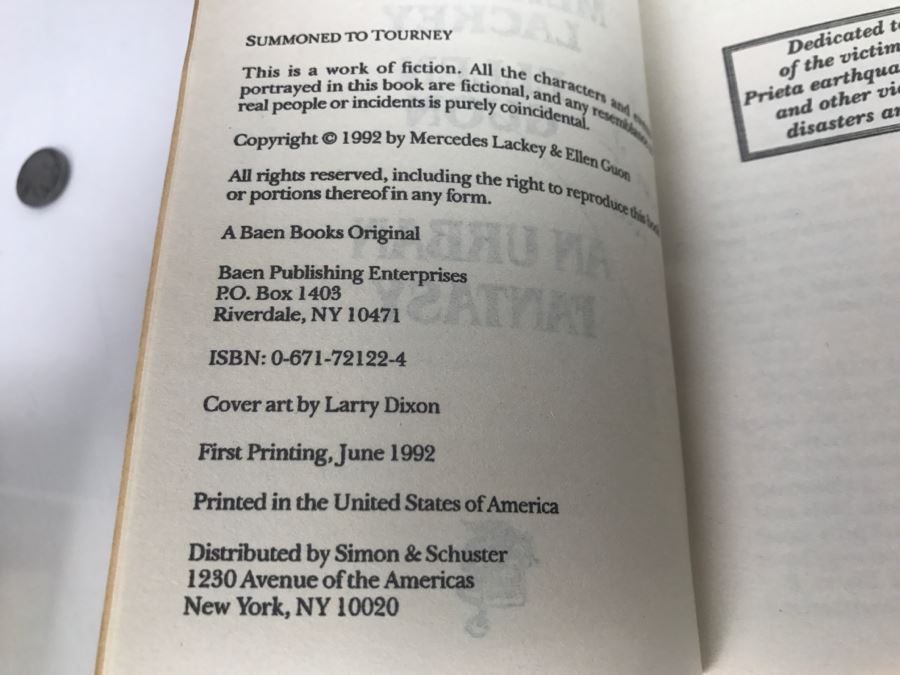 SUMMONED TO TOURNEY
This is a work of fiction. All the characters and
portrayed in this book are fictional, and any resemblance
real people or incidents is purely coincidental.
Copyright © 1992 by Mercedes Lackey & Ellen Guon
All rights reserved, including the right to reproduce this book
or portions thereof in any form.
A Baen Books Original
Baen Publishing Enterprises
P.O. Box 1403
Riverdale, NY 10471
ISBN: 0-671-72122-4
Cover art by Larry Dixon
First Printing, June 1992
Printed in the United States of America
Distributed by Simon & Schuster
1230 Avenue of the Americas
New York, NY 10020
Dedicated to
of the victim
Prieta earthqua
and other vi
disasters an